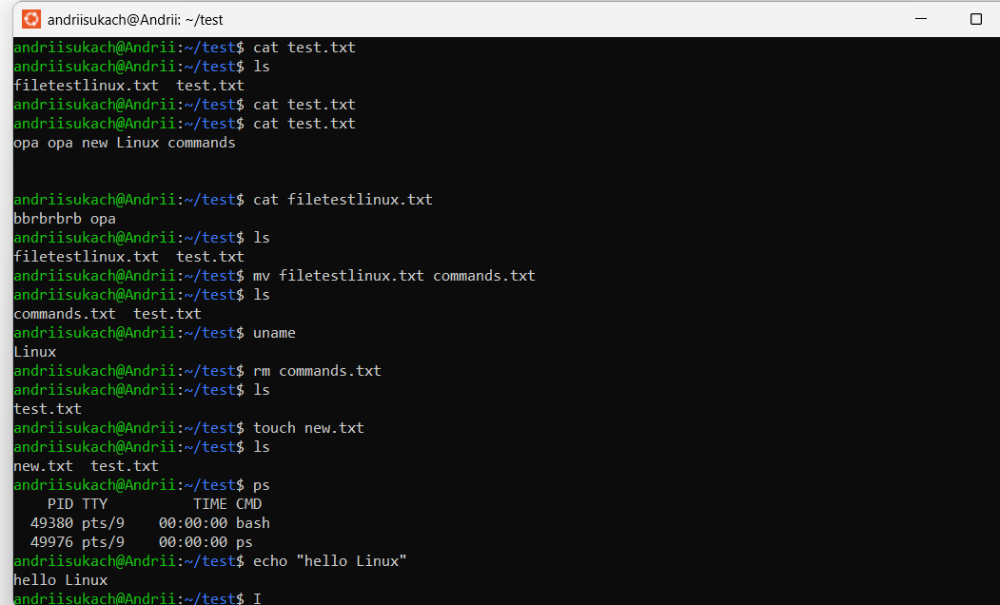 andriisukach@Andrii: ~/test
andriisukach@Andrii:~/test$ cat test.txt
andriisukach@Andrii:~/test$ ls
filetestlinux.txt  test.txt
andriisukach@Andrii:~/test$ cat test.txt
andriisukach@Andrii:~/test$ cat test.txt
opa opa new Linux commands
andriisukach@Andrii:~/test$ cat filetestlinux.txt
bbrbrbrb opa
andriisukach@Andrii:~/test$ ls
filetestlinux.txt  test.txt
andriisukach@Andrii:~/test$ mv filetestlinux.txt commands.txt
andriisukach@Andrii:~/test$ ls
commands.txt  test.txt
andriisukach@Andrii:~/test$ uname
Linux
andriisukach@Andrii:~/test$ rm commands.txt
andriisukach@Andrii:~/test$ ls
test.txt
andriisukach@Andrii:~/test$ touch new.txt
andriisukach@Andrii:~/test$ ls
new.txt  test.txt
andriisukach@Andrii:~/test$ ps
    PID TTY          TIME CMD
  49380 pts/9    00:00:00 bash
  49976 pts/9    00:00:00 ps
andriisukach@Andrii:~/test$ echo "hello Linux"
hello Linux
andriisukach@Andrii:~/test$ I